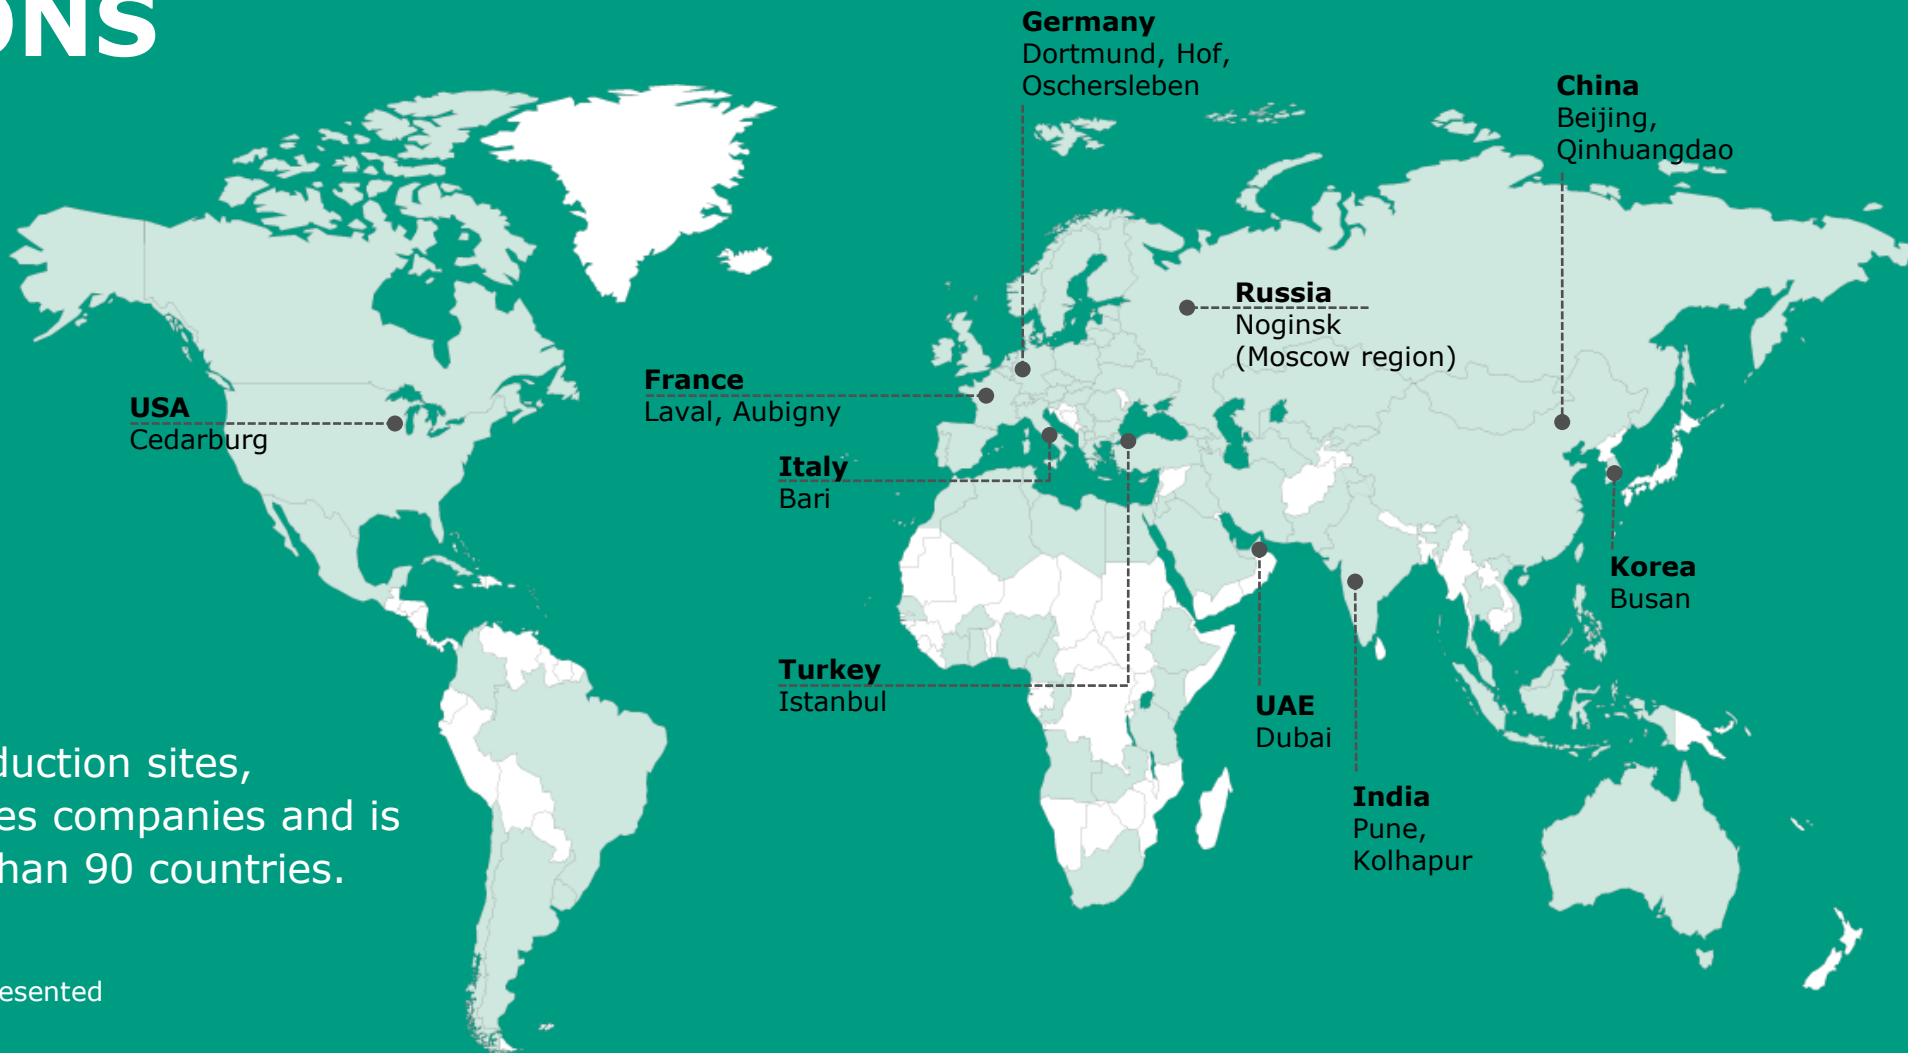 ONS
Germany
Dortmund, Hof,
Oschersleben
China
Beijing,
Qinhuangdao
Russia
Noginsk
(Moscow region)
France
Laval, Aubigny
USA
Cedarburg
Italy
Bari
Korea
Busan
Turkey
Istanbul
UAE
Dubai
India
Pune,
Kolhapur
duction sites,
es companies and is
han 90 countries.
esented